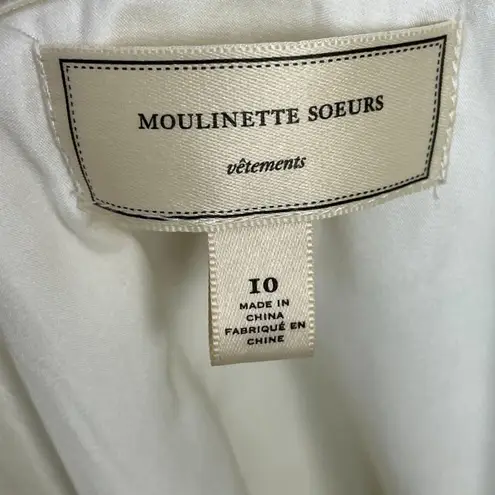 MOULINETTE SOEURS
vêtements
10
MADE IN
CHINA
FABRIQUÉ EN
CHINE